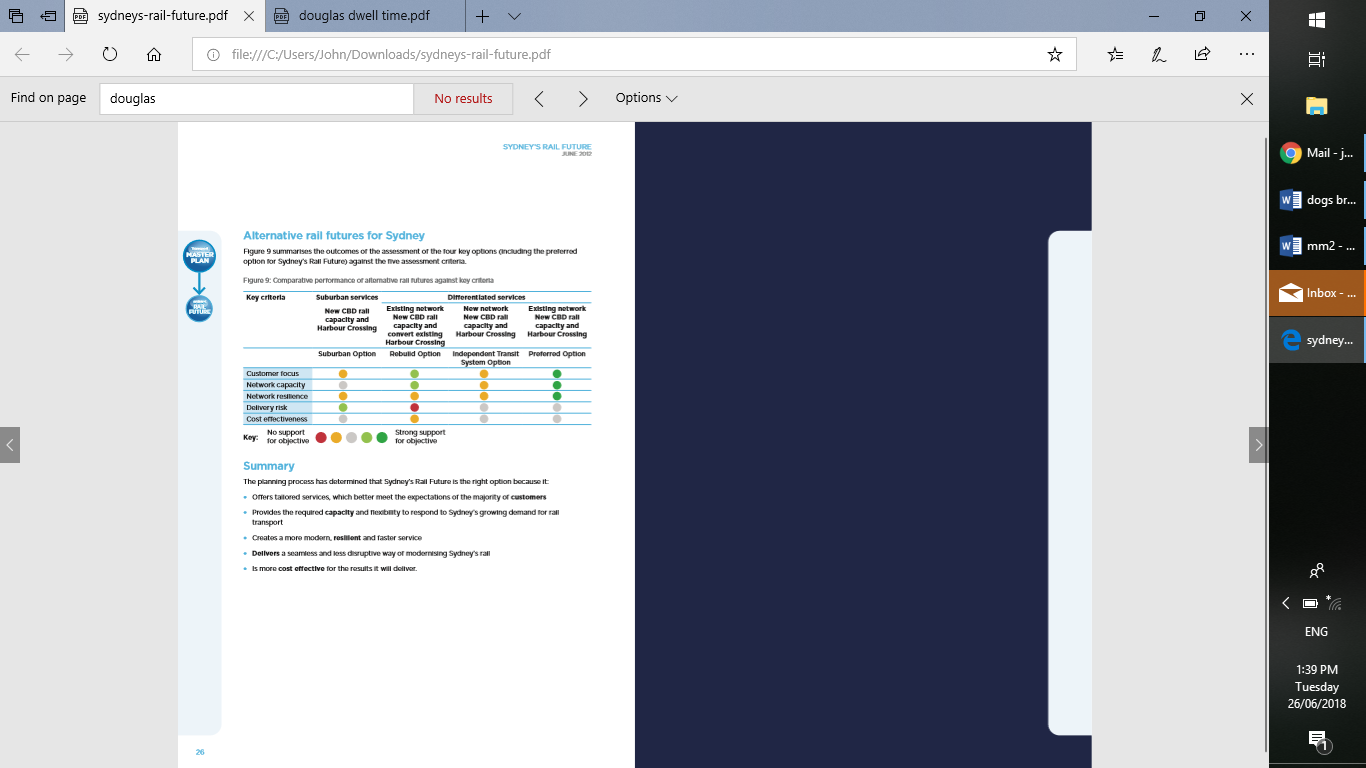 sydneys-rail-future.pdf
douglas dwell time.pdf
file:///C:/Users/John/Downloads/sydneys-rail-future.pdf
Find on page
douglas
No results
Options
SYDNEY'S RAIL FUTURE
JUNE 2012
MASTER
PLAN
RAIL
FUTURE
Alternative rail futures for Sydney
Figure 9 summarises the outcomes of the assessment of the four key options (including the preferred
option for Sydney's Rail Future) against the five assessment criteria.
Figure 9: Comparative performance of alternative rail futures against key criteria
Key criteria
Suburban services
Differentiated services
New CBD rail
capacity and
Harbour Crossing
Existing network
New CBD rail
capacity and
convert existing
Harbour Crossing
New network
New CBD rail
capacity and
Harbour Crossing
Existing network
New CBD rail
capacity and
Harbour Crossing
Suburban Option
Rebuild Option
Independent Transit
System Option
Preferred Option
Customer focus
Network capacity
Network resilience
Delivery risk
Cost effectiveness
Key:
No support
for objective
Strong support
for objective
Summary
The planning process has determined that Sydney's Rail Future is the right option because it:
• Offers tailored services, which better meet the expectations of the majority of customers
• Provides the required capacity and flexibility to respond to Sydney's growing demand for rail
transport
• Creates a more modern, resilient and faster service
• Delivers a seamless and less disruptive way of modernising Sydney's rail
• Is more cost effective for the results it will deliver.
26
Mail - j...
dogs br...
mm2 - ...
Inbox - ...
sydney...
ENG
1:39 PM
Tuesday
26/06/2018
1